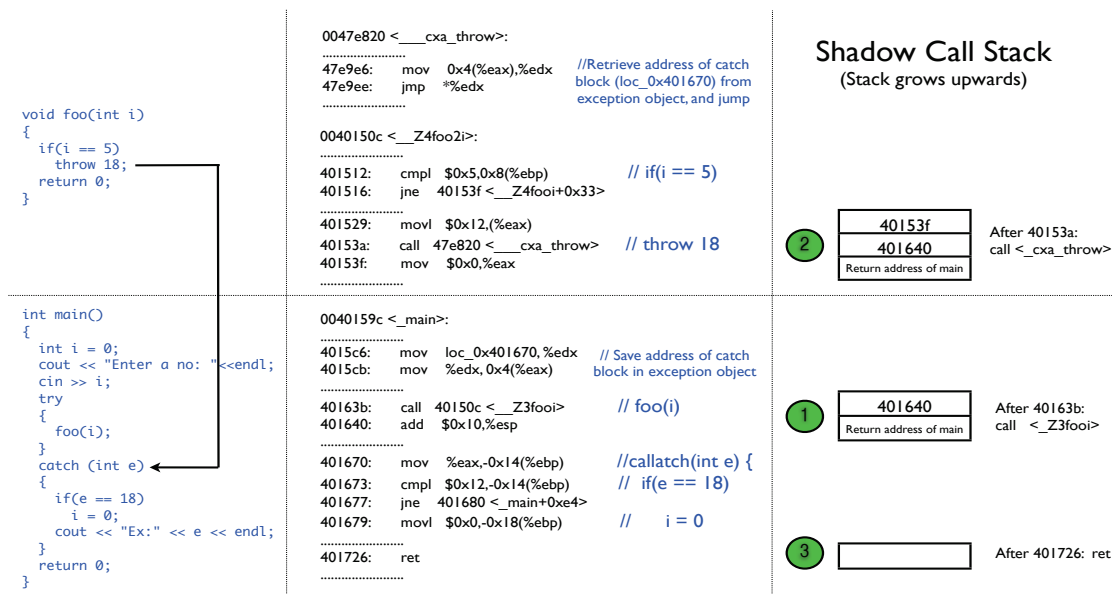 void foo(int i)
{
if(i == 5)
throw 18;
return 0;
}
int main()
{
int i = 0;
cout << "Enter a no: "<<endl;
cin >> i;
try
{
foo(i);
}
catch (int e)
{
if(e == 18)
i = 0;
cout << "Ex:" << e << endl;
}
return 0;
}
0047e820 <___cxa_throw>:
........................
47e9e6: mov 0x4(%eax),%edx
47e9ee: jmp *%edx
........................
//Retrieve address of catch
block (loc_0x401670) from
exception object, and jump
0040150c <__Z4foo2i>:
........................
401512: cmpl $0x5,0x8(%ebp) // if(i == 5)
401516: jne 40153f <__Z4fooi+0x33>
........................
401529: movl $0x12,(%eax)
40153a: call 47e820 <___cxa_throw> // throw 18
40153f: mov $0x0,%eax
........................
0040159c <_main>:
........................
4015c6: mov loc_0x401670, %edx
4015cb: mov %edx, 0x4(%eax)
........................
// Save address of catch
block in exception object
40163b: call 40150c <__Z3fooi> // foo(i)
401640: add $0x10,%esp
........................
401670: mov %eax,-0x14(%ebp) //callatch(int e) {
401673: cmpl $0x12,-0x14(%ebp) // if(e == 18)
401677: jne 401680 <_main+0xe4>
401679: movl $0x0,-0x18(%ebp) // i = 0
........................
401726: ret
........................
Shadow Call Stack
(Stack grows upwards)
2
40153f
401640
Return address of main
After 40153a:
call <_cxa_throw>
1
401640
Return address of main
After 40163b:
call <_Z3fooi>
3
After 401726: ret